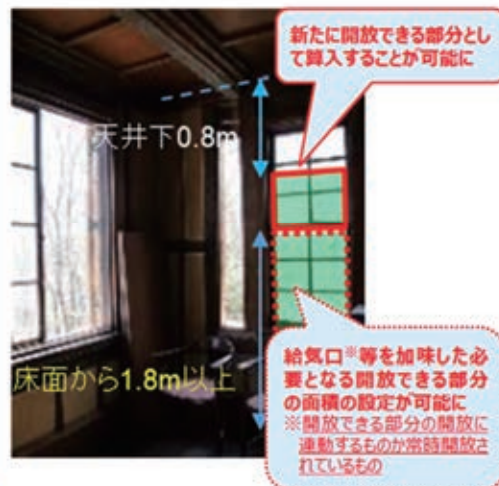 新たに開放できる部分とし
て算入することが可能に
天井下0.8m
床面から1.8m以上
給気口※等を加味した必
要となる開放できる部分
の面積の設定が可能に
※開放できる部分の開放に
連動するものか常時開放さ
れているもの